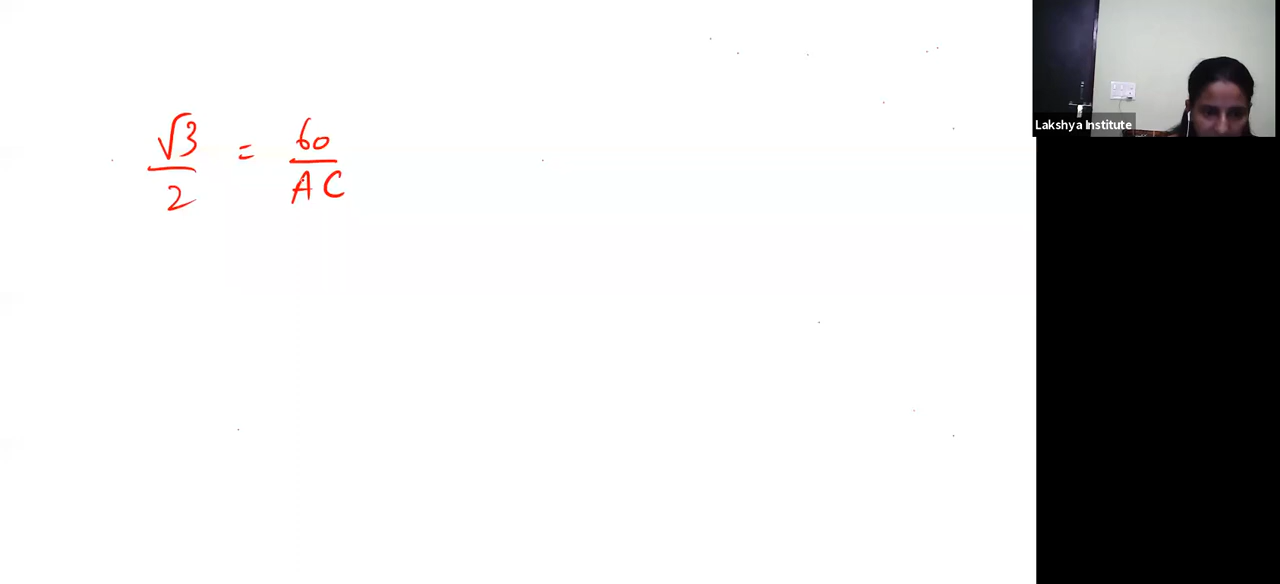 √3/2 = 60/AC
Lakshya Institute